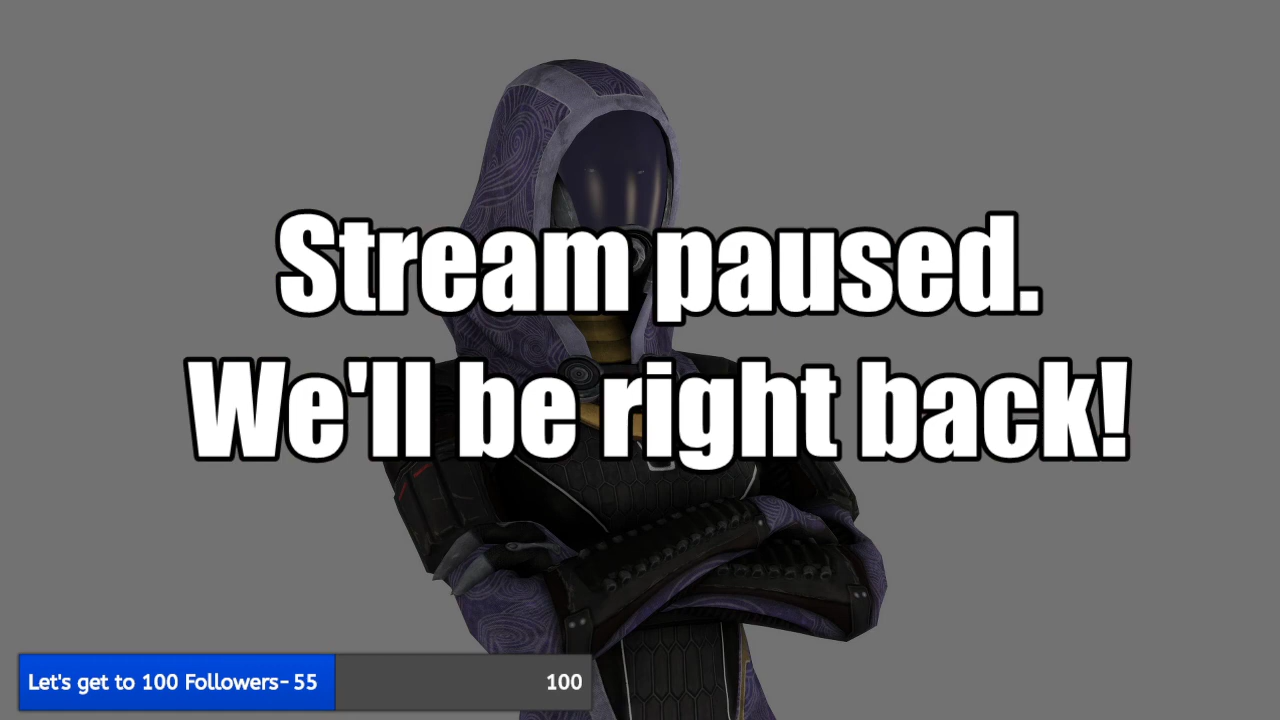 Stream paused.
We'll be right back!
Let's get to 100 Followers- 55 100